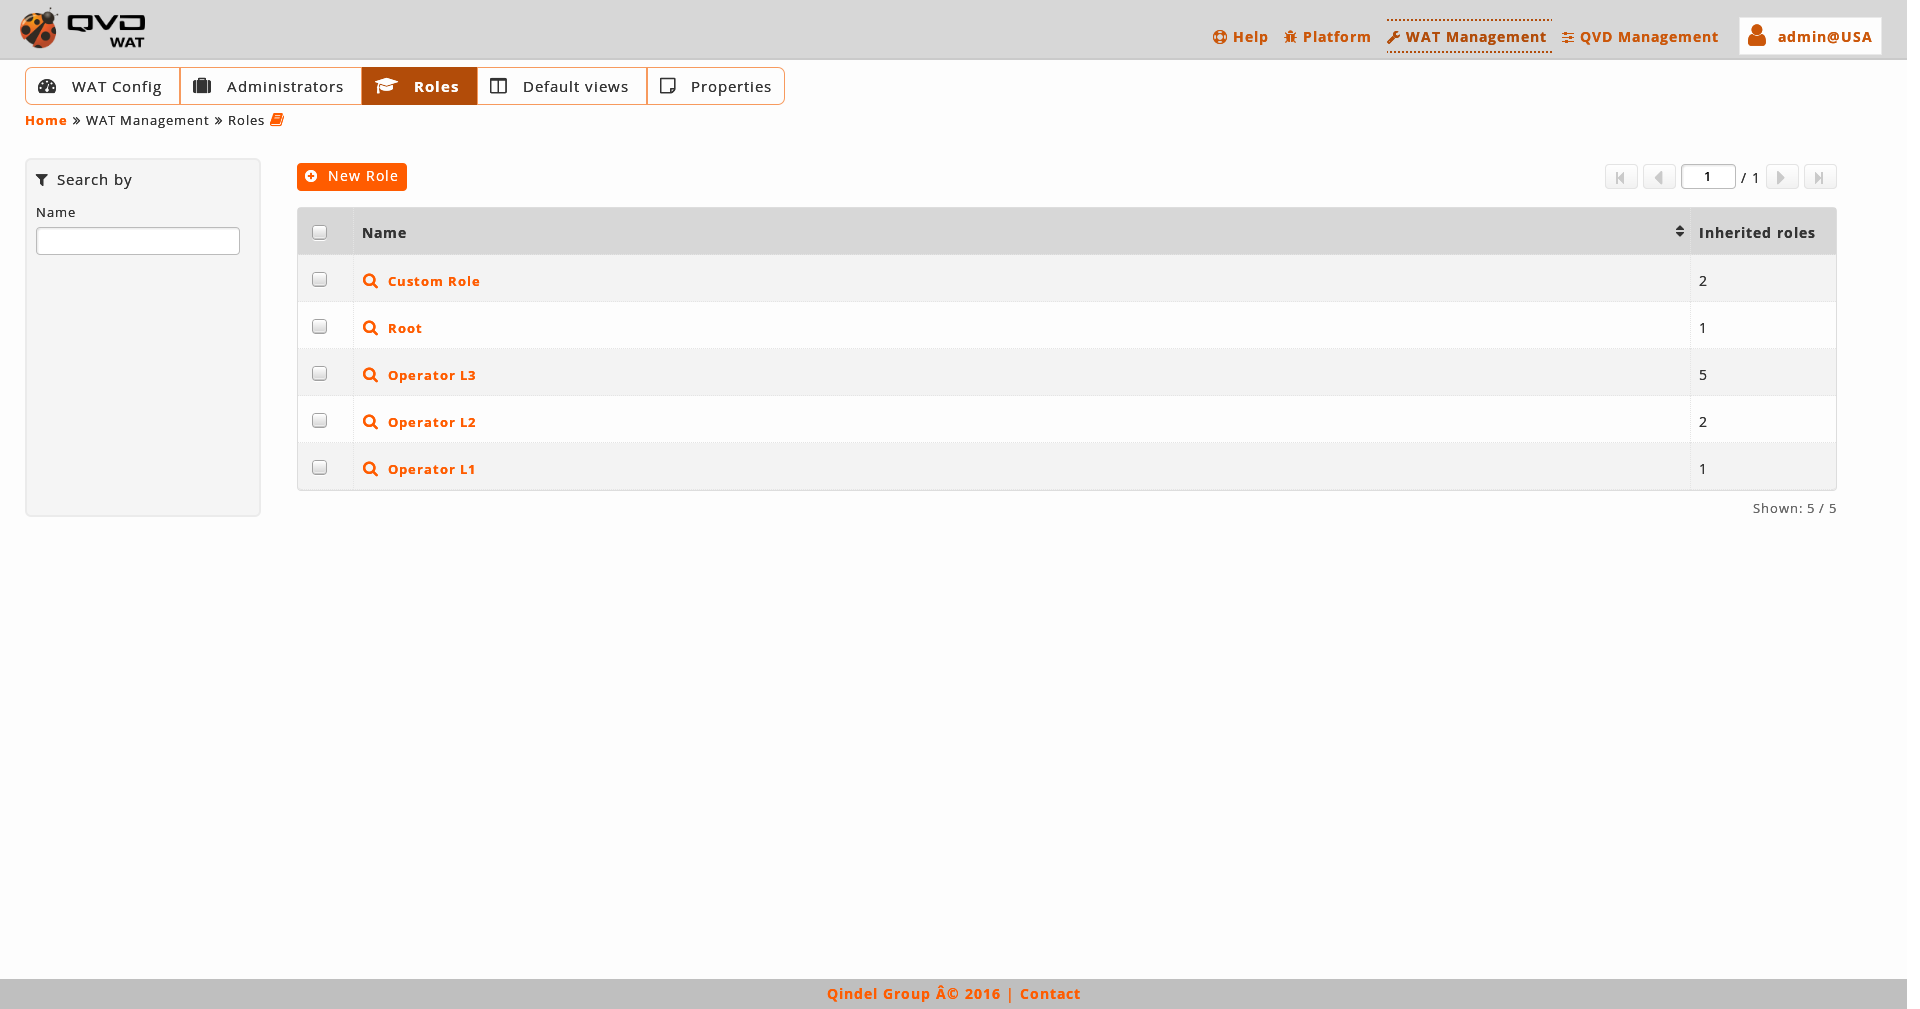 QVD
WAT
Help Platform WAT Management QVD Management admin@USA
WAT Config Administrators Roles Default views Properties
Home » WAT Management » Roles
Search by
Name
New Role
1 / 1
Name Inherited roles
Custom Role 2
Root 1
Operator L3 5
Operator L2 2
Operator L1 1
Shown: 5 / 5
Qindel Group Â© 2016 | Contact